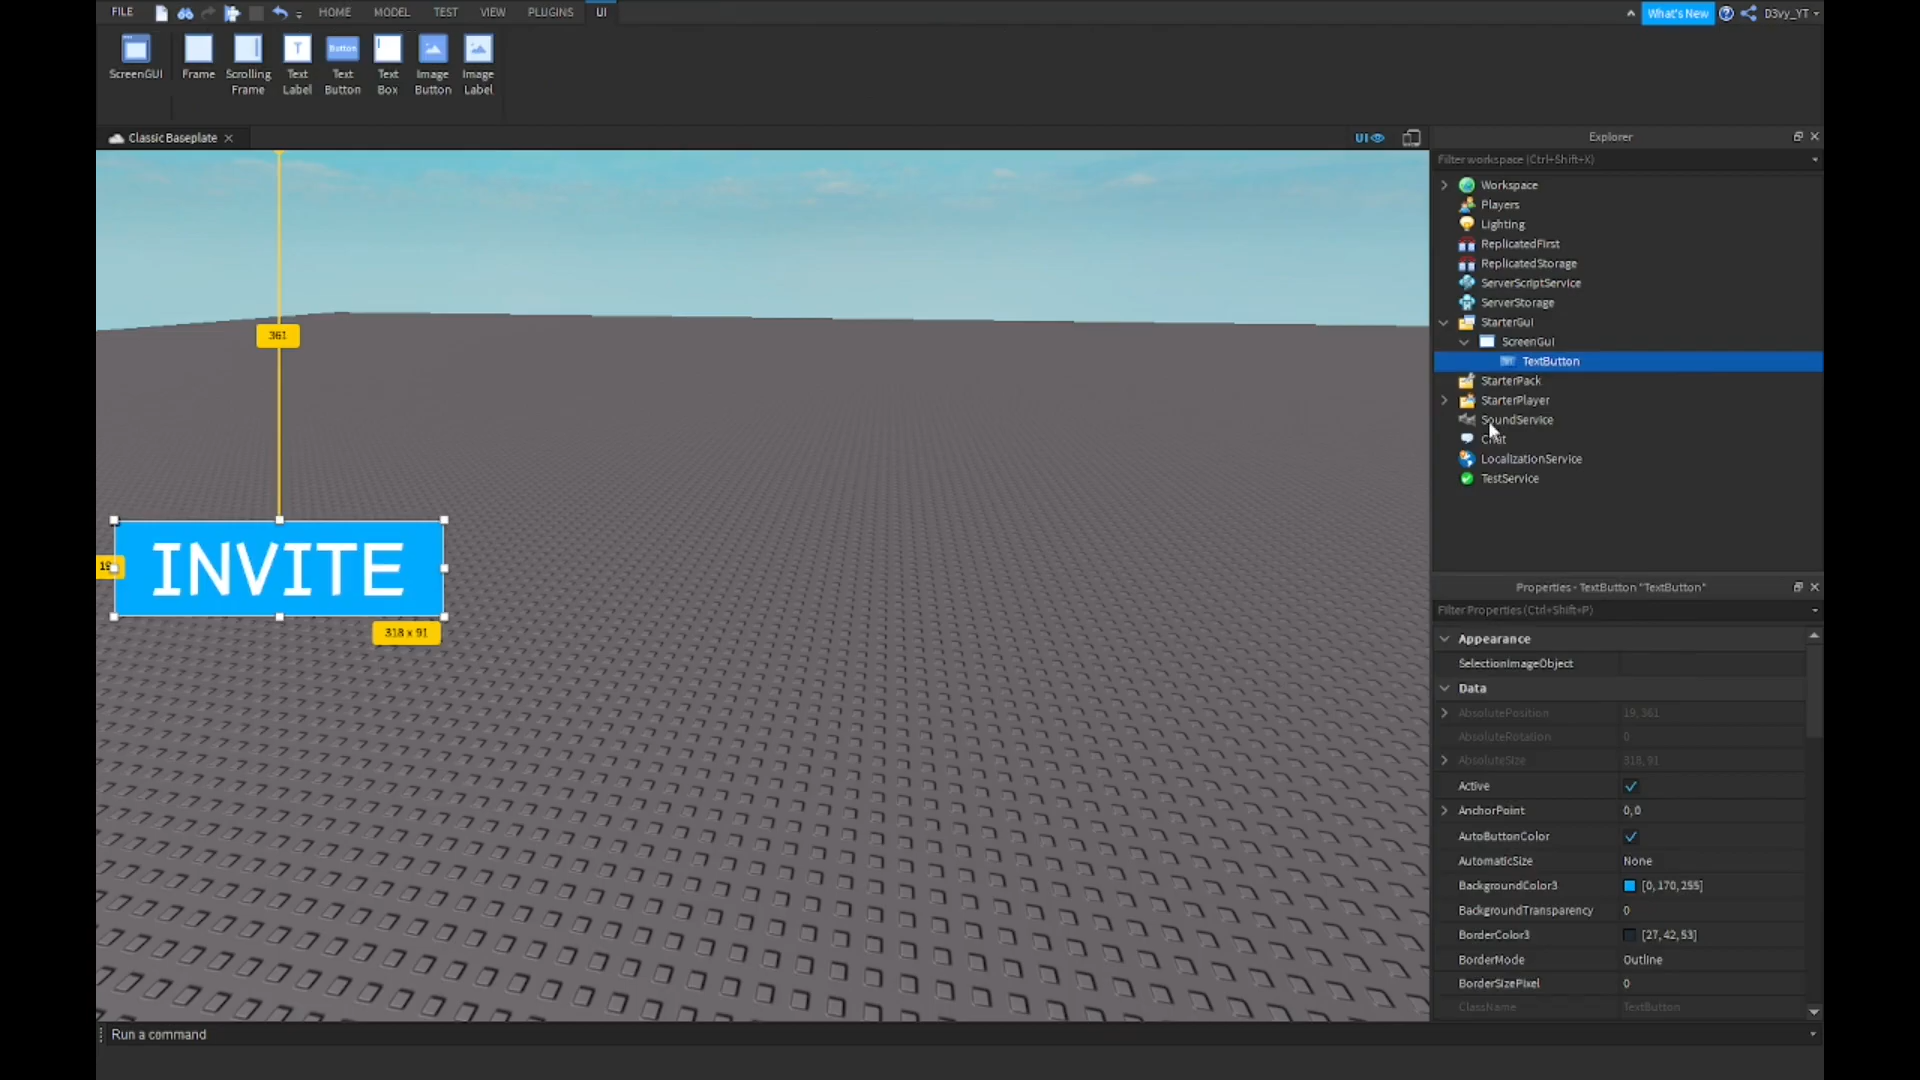 FILE HOME MODEL TEST VIEW PLUGINS UI What's New D3vy_YT
ScreenGUI Frame Scrolling Frame Text Label Button Text Button Text Box Image Button Image Label
Classic Baseplate UI
361
INVITE
318 x 91
Explorer
Filter workspace (Ctrl+Shift+X)
Workspace
Players
Lighting
ReplicatedFirst
ReplicatedStorage
ServerScriptService
ServerStorage
StarterGui
ScreenGui
TextButton
StarterPack
StarterPlayer
SoundService
Chat
LocalizationService
TestService
Properties - TextButton "TextButton"
Filter Properties (Ctrl+Shift+P)
Appearance
SelectionImageObject
Data
AbsolutePosition 19, 361
AbsoluteRotation 0
AbsoluteSize 318, 91
Active
AnchorPoint 0,0
AutoButtonColor
AutomaticSize None
BackgroundColor3 [0, 170, 255]
BackgroundTransparency 0
BorderColor3 [27, 42, 53]
BorderMode Outline
BorderSizePixel 0
ClassName TextButton
Run a command